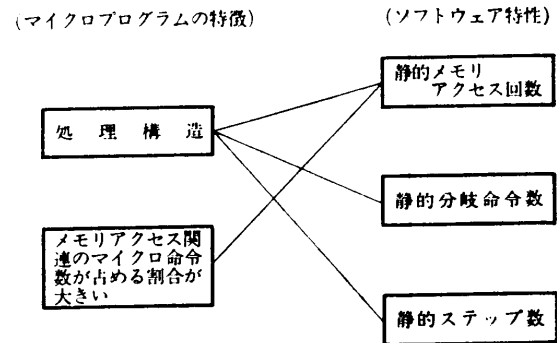 (マイクロプログラムの特徴)
(ソフトウェア特性)
処理構造
メモリアクセス関
連のマイクロ命令
数が占める割合が
大きい
静的メモリ
アクセス回数
静的分岐命令数
静的ステップ数